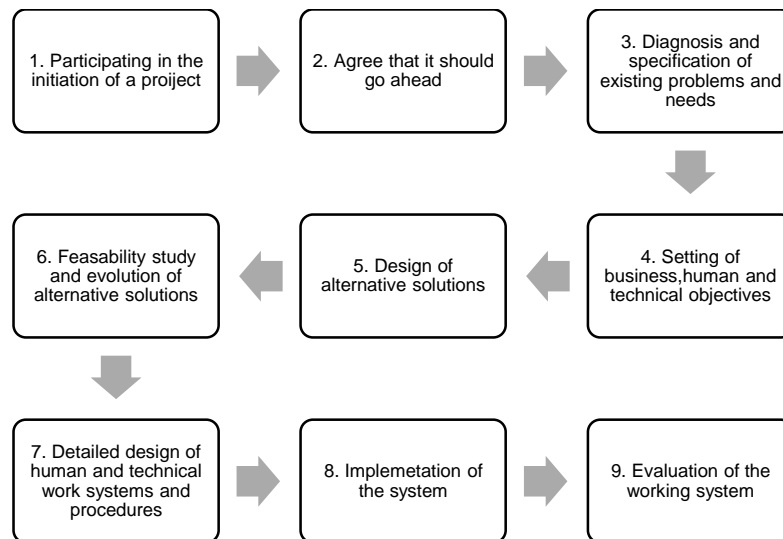 1. Participating in the
initiation of a proiject
2. Agree that it should
go ahead
3. Diagnosis and
specification of
existing problems and
needs
4. Setting of
business,human and
technical objectives
5. Design of
alternative solutions
6. Feasability study
and evolution of
alternative solutions
7. Detailed design of
human and technical
work systems and
procedures
8. Implemetation of
the system
9. Evaluation of the
working system